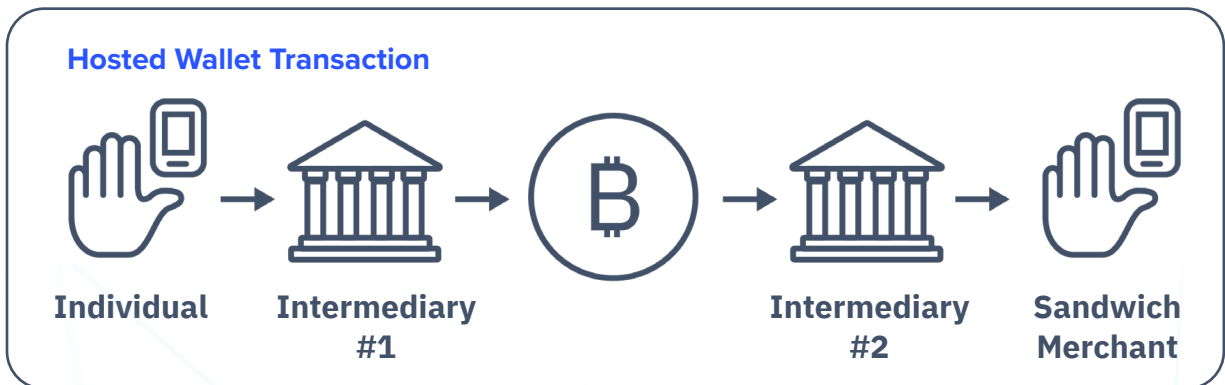 Hosted Wallet Transaction
Individual
Intermediary
#1
Intermediary
#2
Sandwich
Merchant